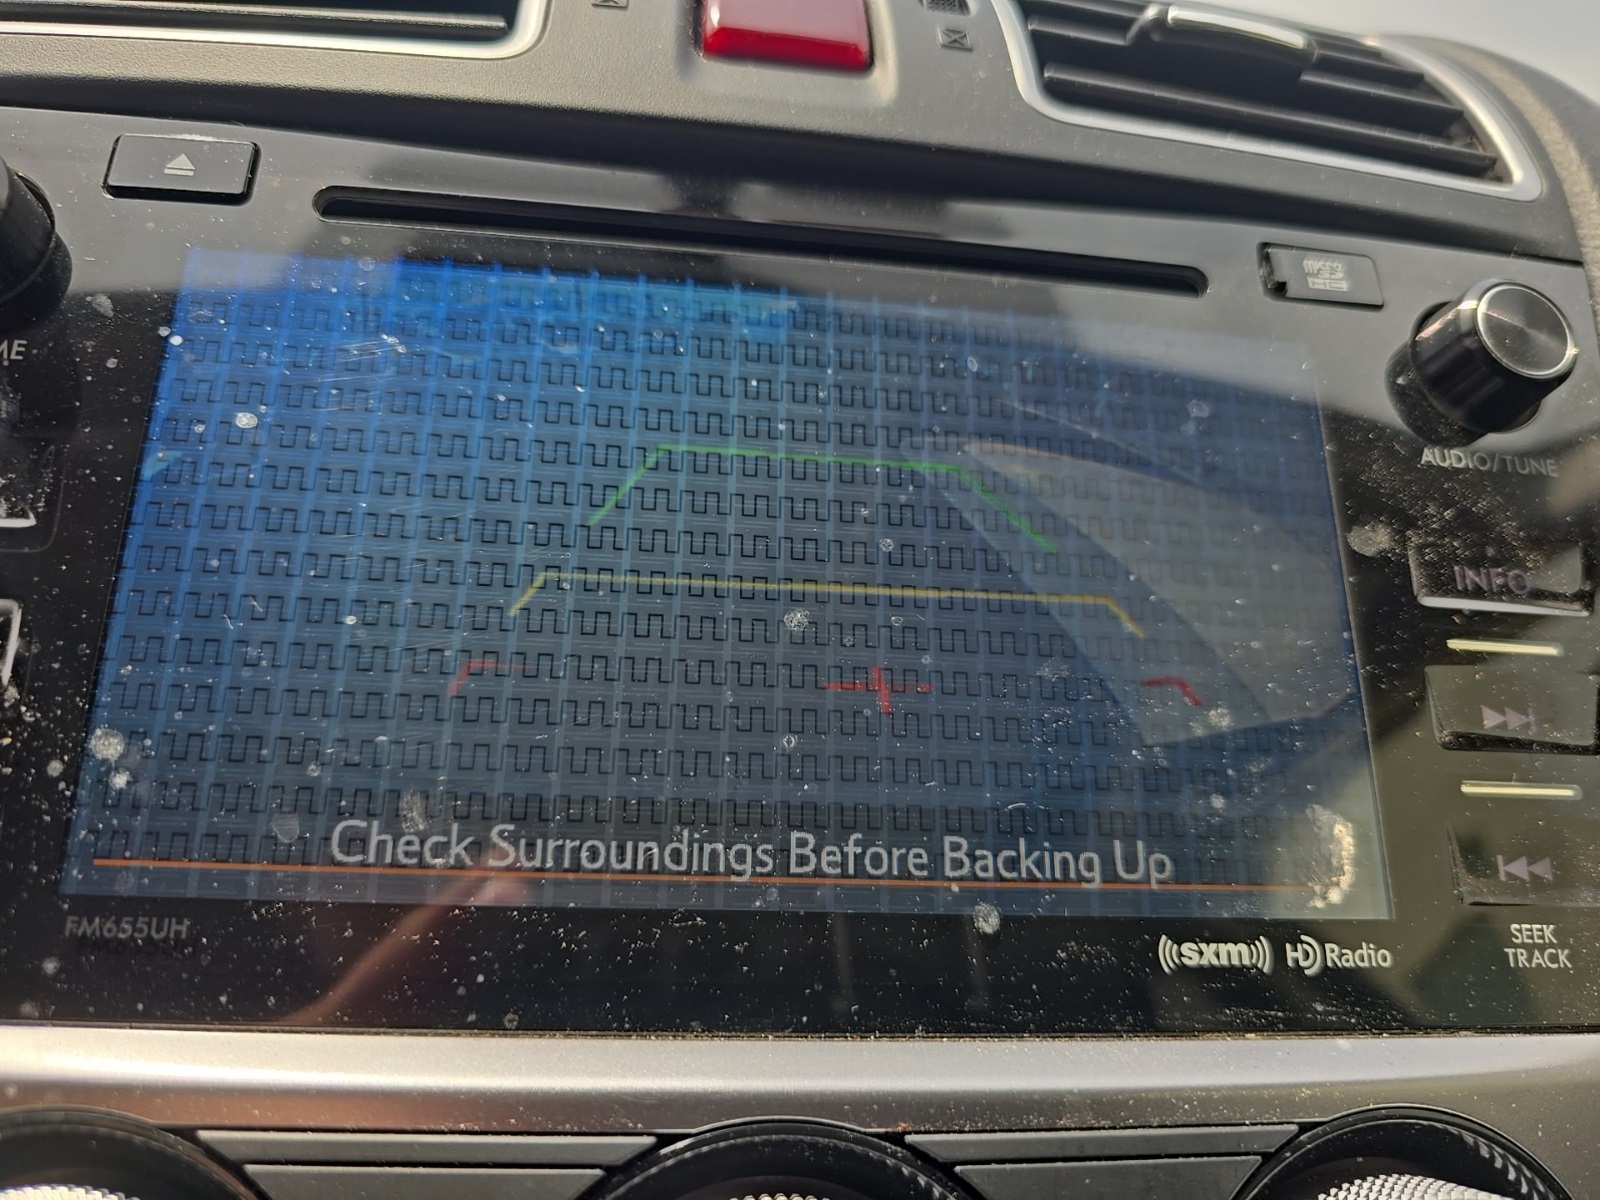 ME
AUDIO/TUNE
INFO
Check Surroundings Before Backing Up
FM655UH
((sxm)) HD Radio
SEEK
TRACK